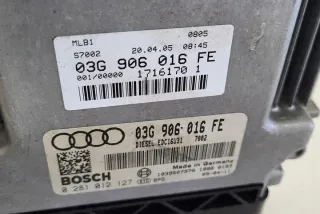 MLB1 0805
S7002 20.04.05 08:45
03G 906 016 FE
001/00000 1716170 1
03G 906 016 FE
DIESEL EDC16U31 7002
BOSCH
Made in Germany
0 281 012 127